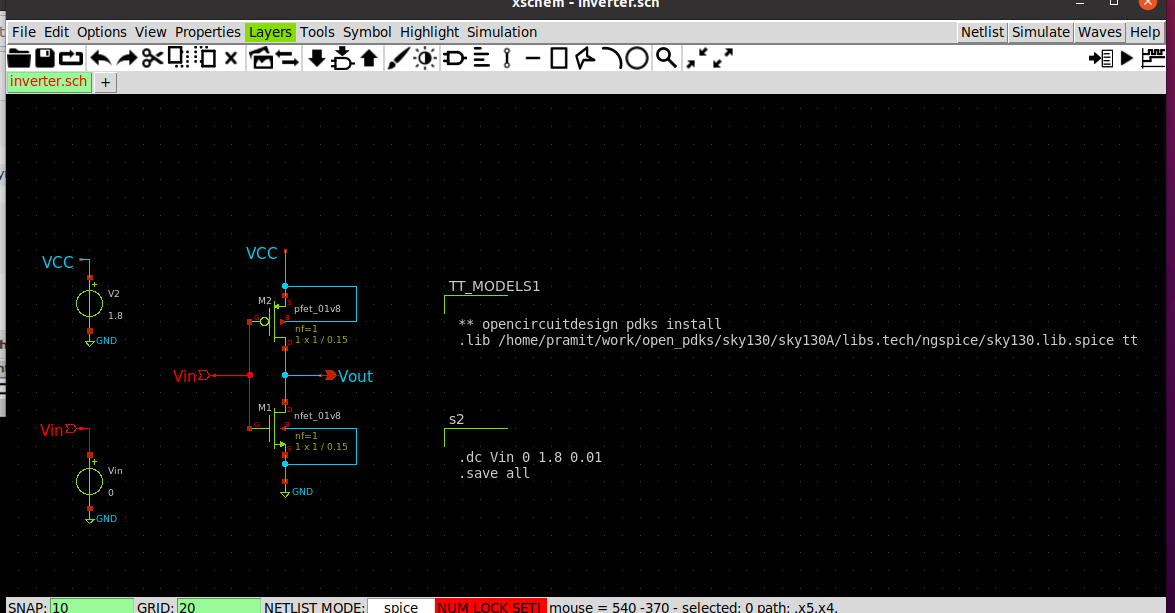 xschem - inverter.sch
File Edit Options View Properties Layers Tools Symbol Highlight Simulation Netlist Simulate Waves Help
inverter.sch +
VCC
+
V2
1.8
GND
VCC
M2
G
S
B
D
pfet_01v8
nf=1
1 x 1 / 0.15
Vin
Vout
M1
G
D
B
S
nfet_01v8
nf=1
1 x 1 / 0.15
GND
Vin
+
Vin
0
GND
TT_MODELS1
** opencircuitdesign pdks install
.lib /home/pramit/work/open_pdks/sky130/sky130A/libs.tech/ngspice/sky130.lib.spice tt
s2
.dc Vin 0 1.8 0.01
.save all
SNAP: 10 GRID: 20 NETLIST MODE: spice NUM LOCK SET! mouse = 540 -370 - selected: 0 path: .x5.x4.